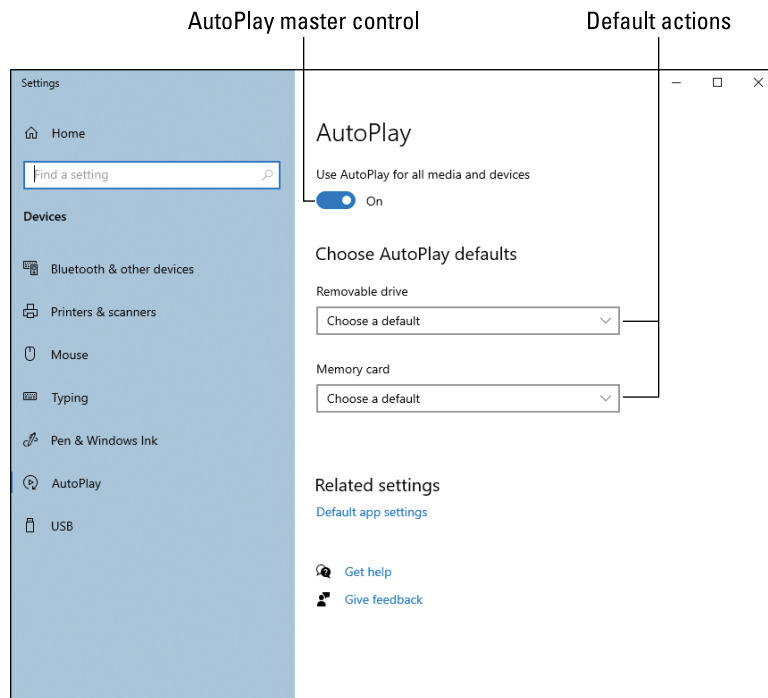 AutoPlay master control
Default actions
Settings
Home
Find a setting
Devices
Bluetooth & other devices
Printers & scanners
Mouse
Typing
Pen & Windows Ink
AutoPlay
USB
AutoPlay
Use AutoPlay for all media and devices
On
Choose AutoPlay defaults
Removable drive
Choose a default
Memory card
Choose a default
Related settings
Default app settings
Get help
Give feedback